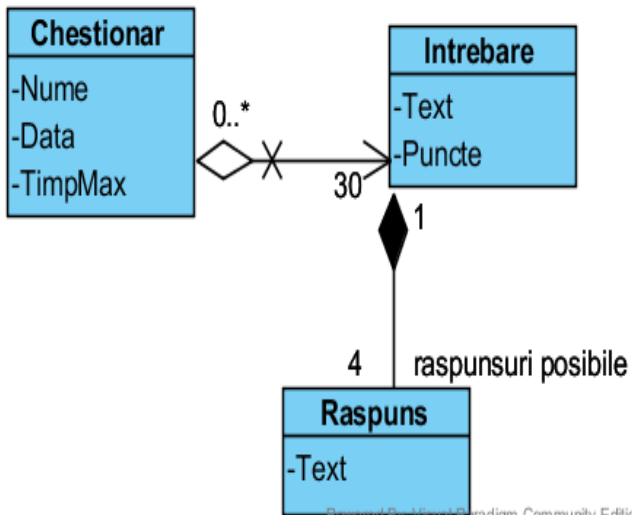 Chestionar
-Nume
-Data
-TimpMax
0..*
30
Intrebare
-Text
-Puncte
1
4
raspunsuri posibile
Raspuns
-Text